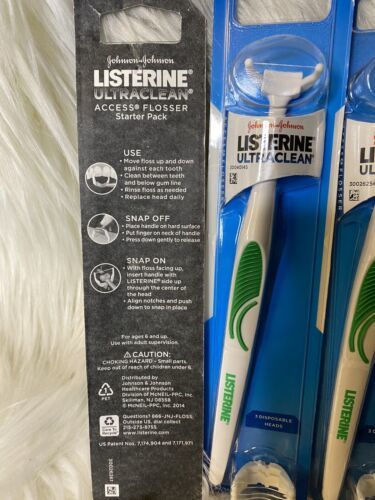 Johnson & Johnson
LISTERINE®
ULTRACLEAN®
ACCESS® FLOSSER
Starter Pack
USE
• Move floss up and down
against each tooth
• Clean between teeth
and below gum line
• Rinse floss as needed
• Replace head daily
SNAP OFF
• Place handle on hard surface
• Put finger on neck of handle
• Press down gently to release
SNAP ON
• With floss facing up,
insert handle with
LISTERINE® side up
through the center of
the head
• Align notches and push
down to snap in place
For ages 6 and up.
Use with adult supervision.
CAUTION:
CHOKING HAZARD – Small parts.
Keep out of reach of children under 6.
1
PET
Distributed by
Johnson & Johnson
Healthcare Products
Division of McNEIL-PPC, Inc.
Skillman, NJ 08558
© McNEIL-PPC, Inc. 2014
Questions? 866-JNJ-FLOSS,
Outside US, dial collect
215-273-8755
www.listerine.com
US Patent Nos. 7,174,904 and 7,171,971
Johnson & Johnson
LISTERINE®
ULTRACLEAN®
LISTERINE
3 DISPOSABLE
HEADS
LIS
ULTRA
FLOSSER
LISTERINE
3 D